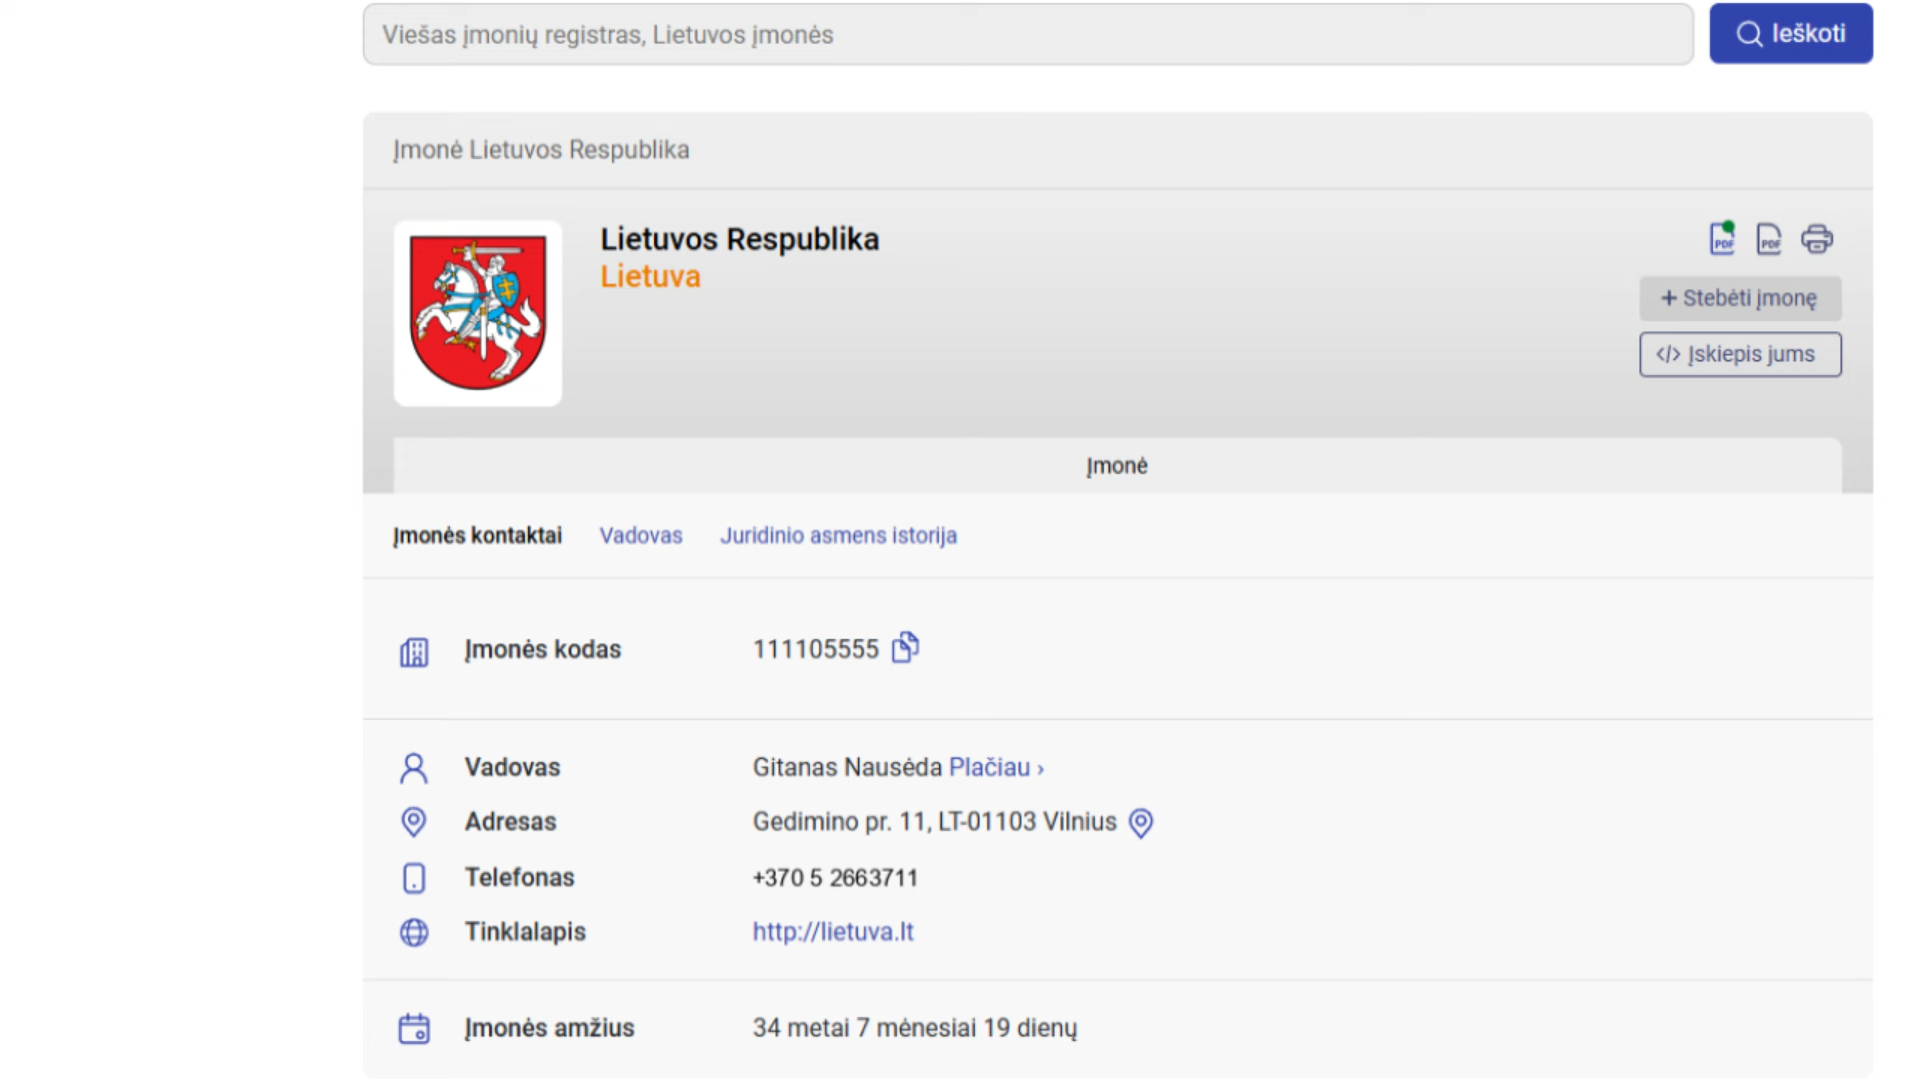 Viešas įmonių registras, Lietuvos įmonės
Ieškoti
Įmonė Lietuvos Respublika
Lietuvos Respublika
Lietuva
PDF PDF
+ Stebėti įmonę
</> Įskiepis jums
Įmonė
Įmonės kontaktai Vadovas Juridinio asmens istorija
Įmonės kodas 111105555
Vadovas Gitanas Nausėda Plačiau ›
Adresas Gedimino pr. 11, LT-01103 Vilnius
Telefonas +370 5 2663711
Tinklalapis http://lietuva.lt
Įmonės amžius 34 metai 7 mėnesiai 19 dienų